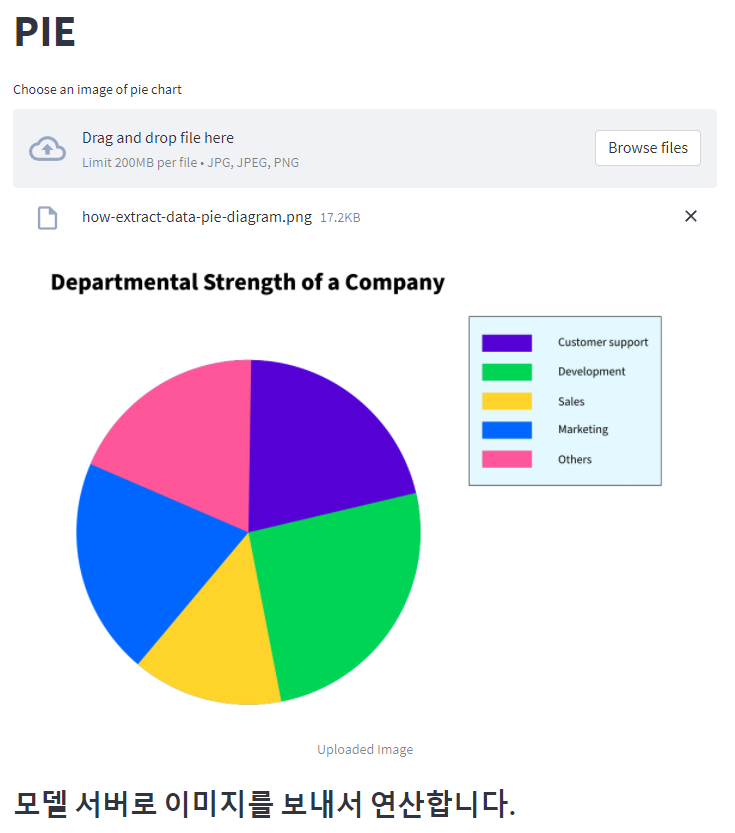 PIE
Choose an image of pie chart
Drag and drop file here
Limit 200MB per file • JPG, JPEG, PNG
Browse files
how-extract-data-pie-diagram.png 17.2KB
Departmental Strength of a Company
Customer support
Development
Sales
Marketing
Others
Uploaded Image
모델 서버로 이미지를 보내서 연산합니다.